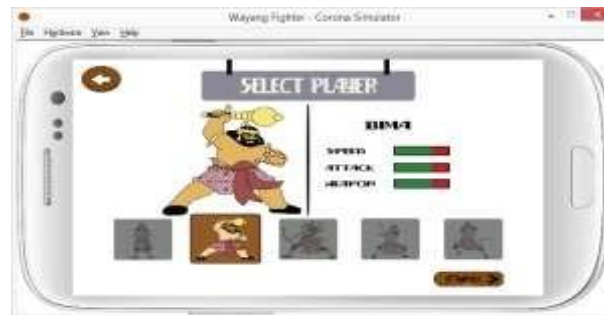 Wayang Fighter - Corona Simulator
File Hardware View Help
SELECT PLAYER
BIMA
SPEED
ATTACK
WEAPON